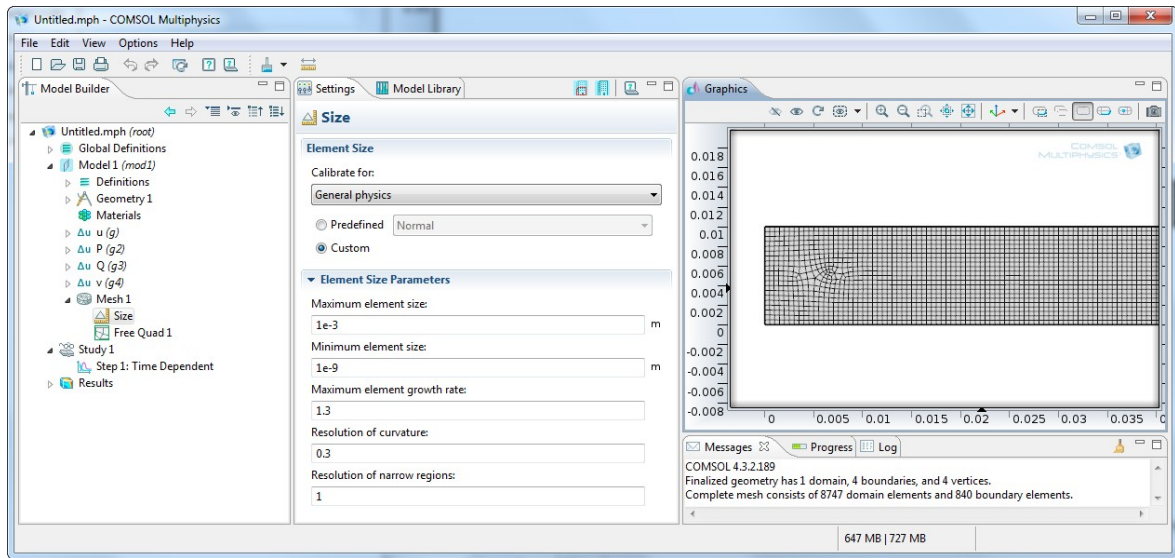 Untitled.mph - COMSOL Multiphysics
File Edit View Options Help
Model Builder
Untitled.mph (root)
Global Definitions
Model 1 (mod1)
Definitions
Geometry 1
Materials
Δu u (g)
Δu P (g2)
Δu Q (g3)
Δu v (g4)
Mesh 1
Size
Free Quad 1
Study 1
Step 1: Time Dependent
Results
Settings Model Library
Size
Element Size
Calibrate for:
General physics
Predefined Normal
Custom
Element Size Parameters
Maximum element size:
1e-3 m
Minimum element size:
1e-9 m
Maximum element growth rate:
1.3
Resolution of curvature:
0.3
Resolution of narrow regions:
1
Graphics
COMSOL
MULTIPHYSICS
0.018
0.016
0.014
0.012
0.01
0.008
0.006
0.004
0.002
0
-0.002
-0.004
-0.006
-0.008
0 0.005 0.01 0.015 0.02 0.025 0.03 0.035
Messages Progress Log
COMSOL 4.3.2.189
Finalized geometry has 1 domain, 4 boundaries, and 4 vertices.
Complete mesh consists of 8747 domain elements and 840 boundary elements.
647 MB | 727 MB